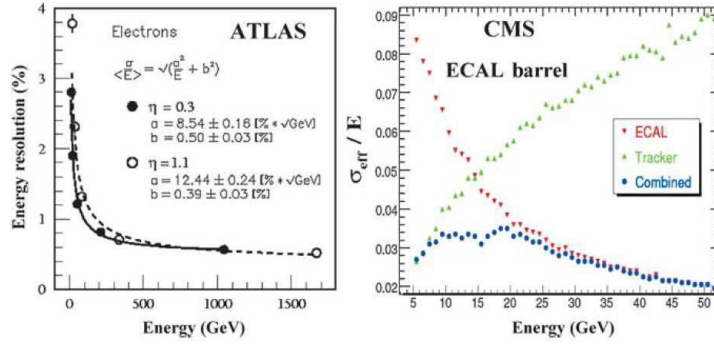 Electrons ATLAS
σ/<E> = √(a²/E + b²)
η = 0.3
a = 8.54 ± 0.16 [% * √GeV]
b = 0.50 ± 0.03 [%]
η = 1.1
a = 12.44 ± 0.24 [% * √GeV]
b = 0.39 ± 0.03 [%]
Energy resolution (%)
4
3
2
1
0
0 500 1000 1500
Energy (GeV)
CMS
ECAL barrel
ECAL
Tracker
Combined
σeff / E
0.09
0.08
0.07
0.06
0.05
0.04
0.03
0.02
5 10 15 20 25 30 35 40 45 50
Energy (GeV)